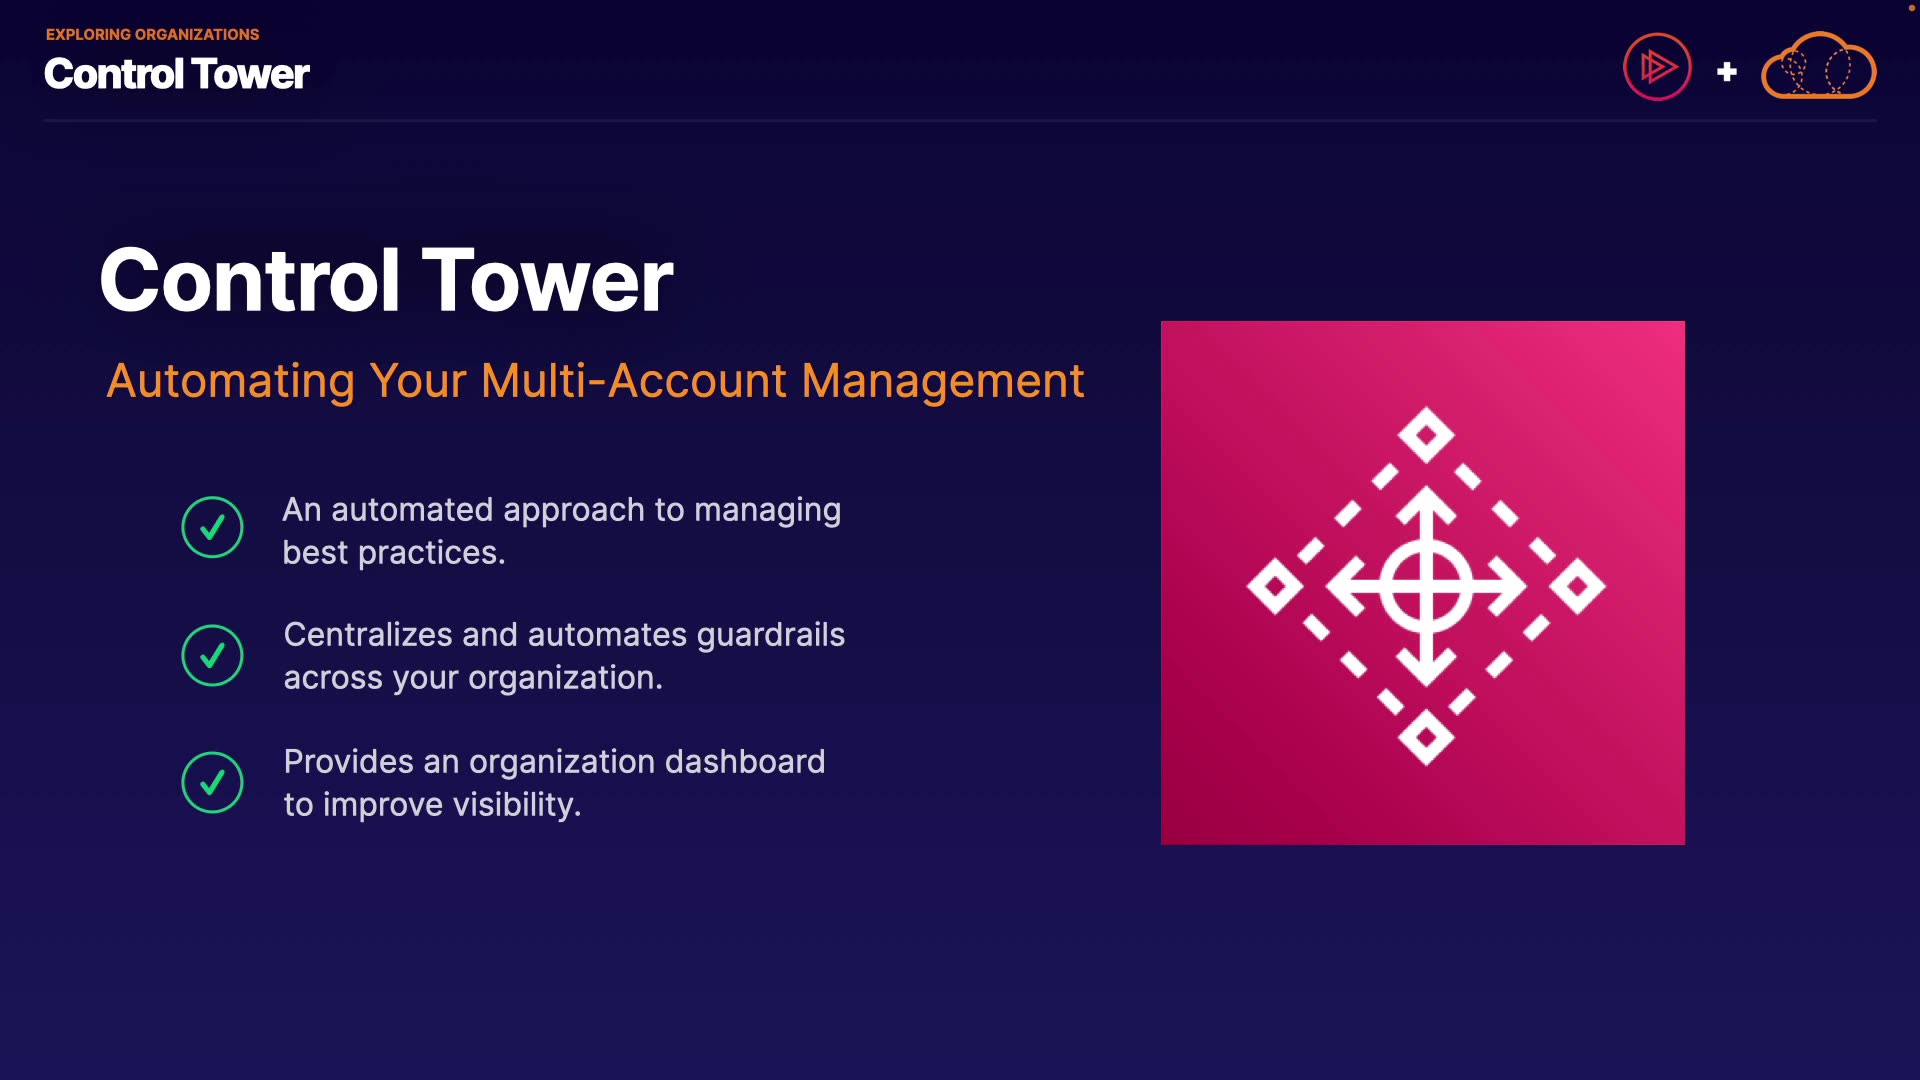 EXPLORING ORGANIZATIONS
Control Tower
Control Tower
Automating Your Multi-Account Management
An automated approach to managing
best practices.
Centralizes and automates guardrails
across your organization.
Provides an organization dashboard
to improve visibility.